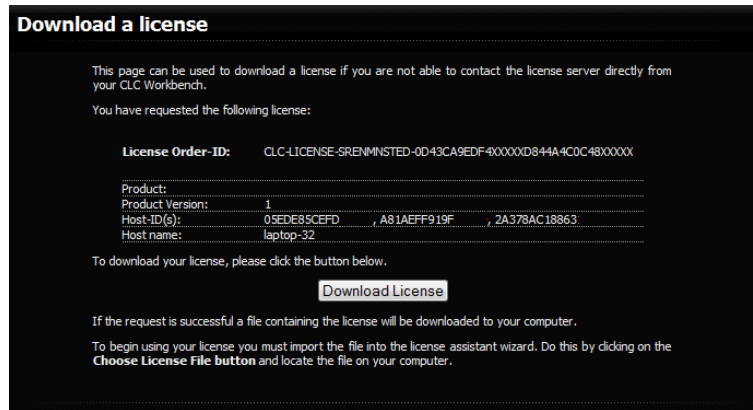 Download a license
This page can be used to download a license if you are not able to contact the license server directly from
your CLC Workbench.
You have requested the following license:
License Order-ID: CLC-LICENSE-SRENMNSTED-0D43CA9EDF4XXXXXD844A4C0C48XXXXX
Product:
Product Version: 1
Host-ID(s): 05EDE85CEFD , A81AEFF919F , 2A378AC18863
Host name: laptop-32
To download your license, please click the button below.
Download License
If the request is successful a file containing the license will be downloaded to your computer.
To begin using your license you must import the file into the license assistant wizard. Do this by clicking on the
Choose License File button and locate the file on your computer.